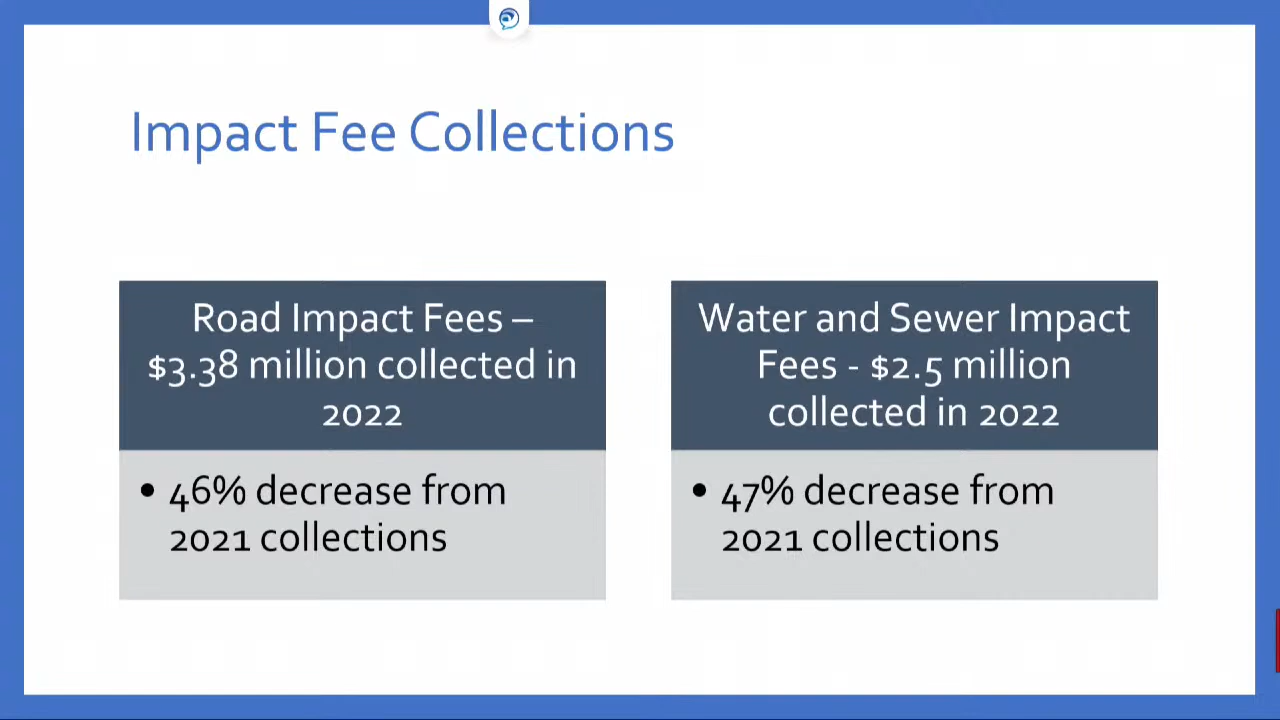 Impact Fee Collections
Road Impact Fees –
$3.38 million collected in
2022
• 46% decrease from
2021 collections
Water and Sewer Impact
Fees - $2.5 million
collected in 2022
• 47% decrease from
2021 collections